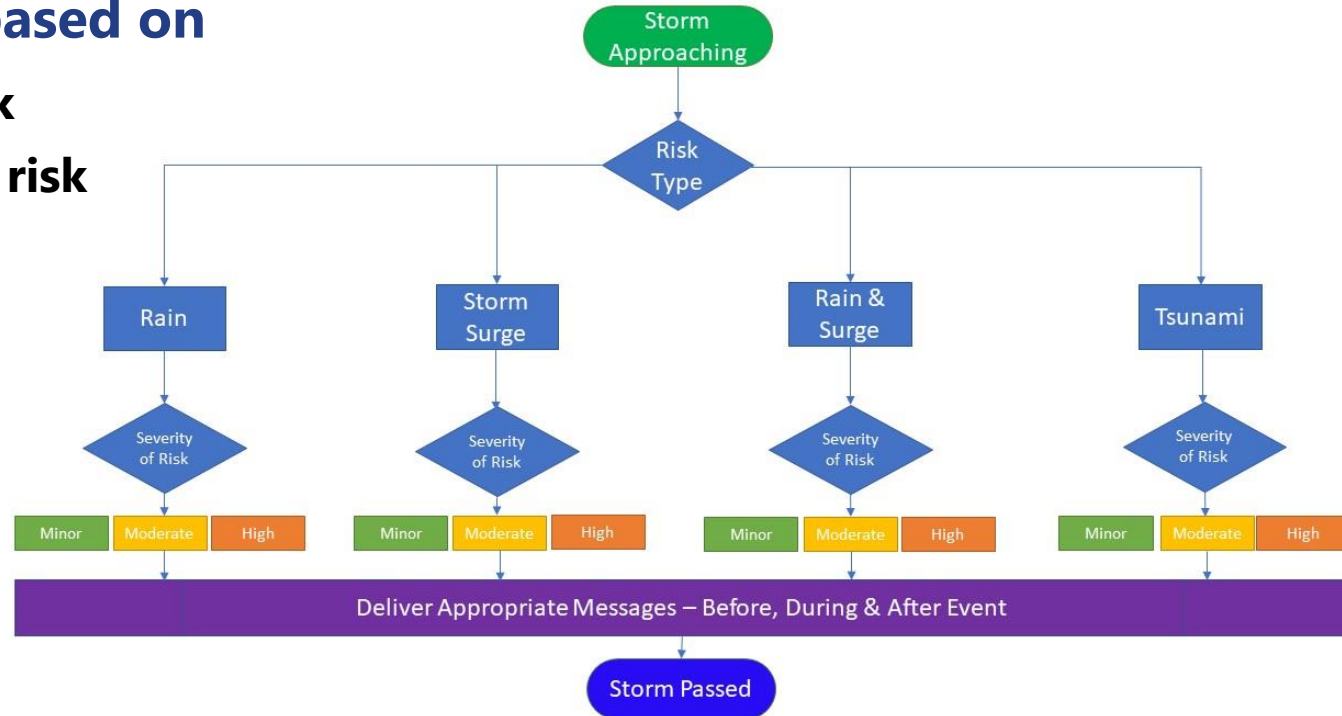 ased on
k
risk
Storm
Approaching
Risk
Type
Rain
Storm
Surge
Rain &
Surge
Tsunami
Severity
of Risk
Severity
of Risk
Severity
of Risk
Severity
of Risk
Minor Moderate High
Minor Moderate High
Minor Moderate High
Minor Moderate High
Deliver Appropriate Messages – Before, During & After Event
Storm Passed